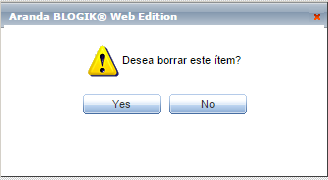 Aranda BLOGIK® Web Edition
Desea borrar este ítem?
Yes No